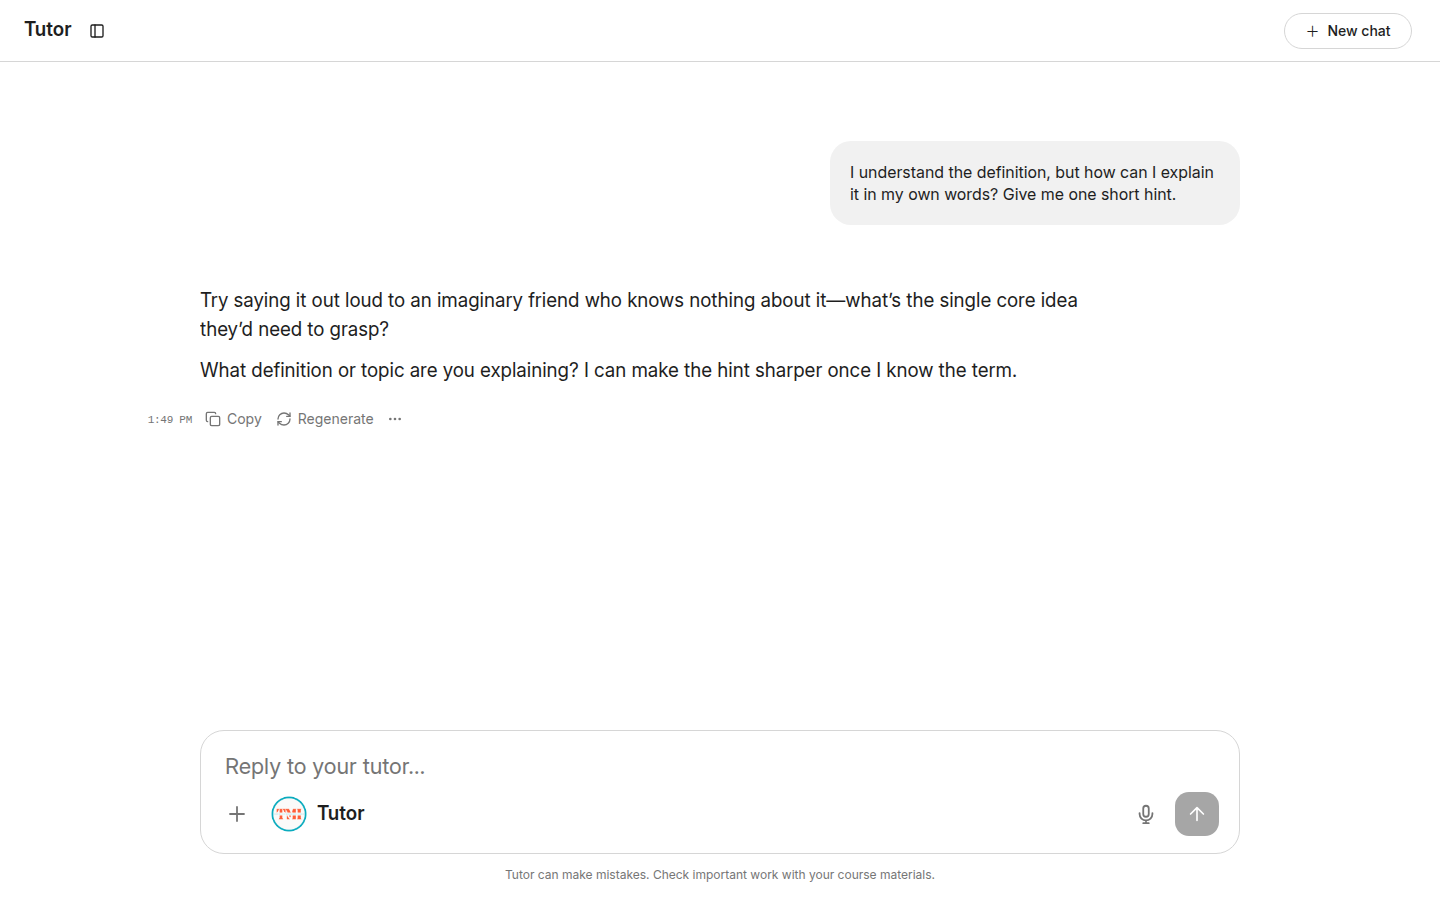 Tutor
New chat
I understand the definition, but how can I explain
it in my own words? Give me one short hint.
Try saying it out loud to an imaginary friend who knows nothing about it—what’s the single core idea
they’d need to grasp?
What definition or topic are you explaining? I can make the hint sharper once I know the term.
1:49 PM Copy Regenerate
Reply to your tutor...
Tutor
Tutor can make mistakes. Check important work with your course materials.